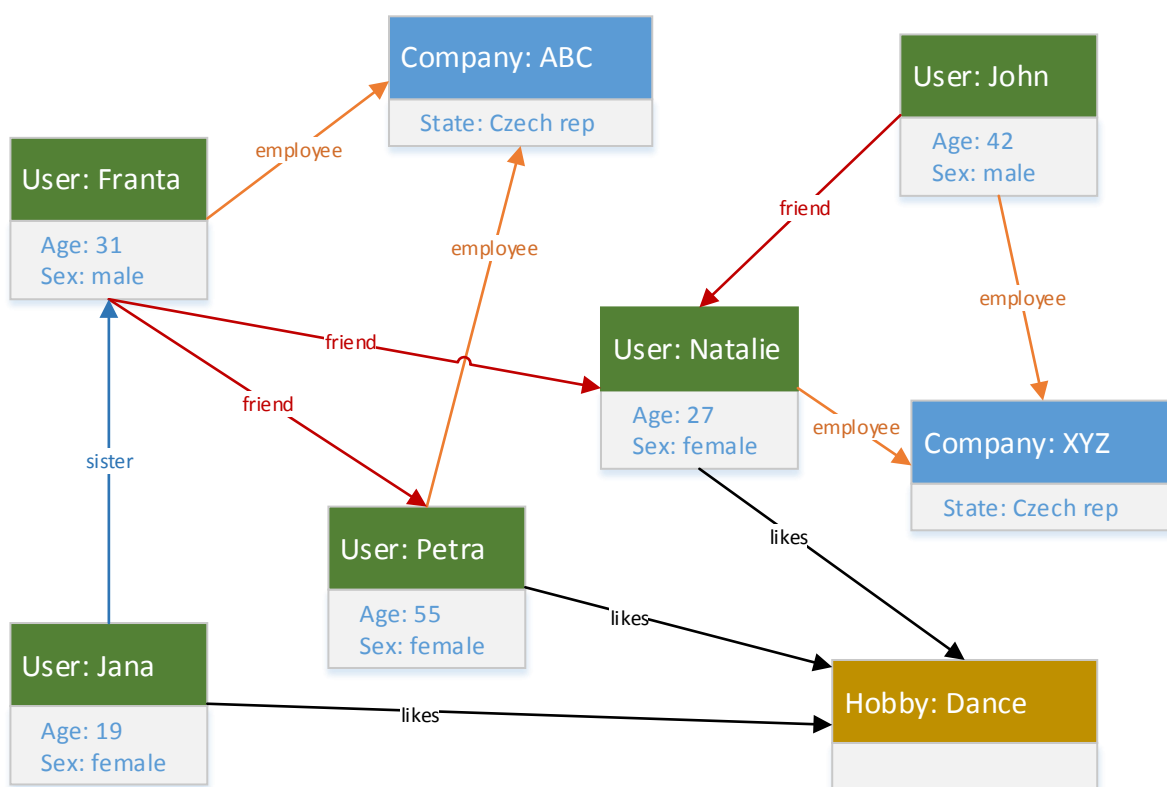 Company: ABC
State: Czech rep
User: John
Age: 42
Sex: male
employee
User: Franta
Age: 31
Sex: male
friend
employee
employee
friend
User: Natalie
Age: 27
Sex: female
friend
employee
Company: XYZ
State: Czech rep
sister
User: Petra
Age: 55
Sex: female
likes
likes
User: Jana
Age: 19
Sex: female
likes
Hobby: Dance